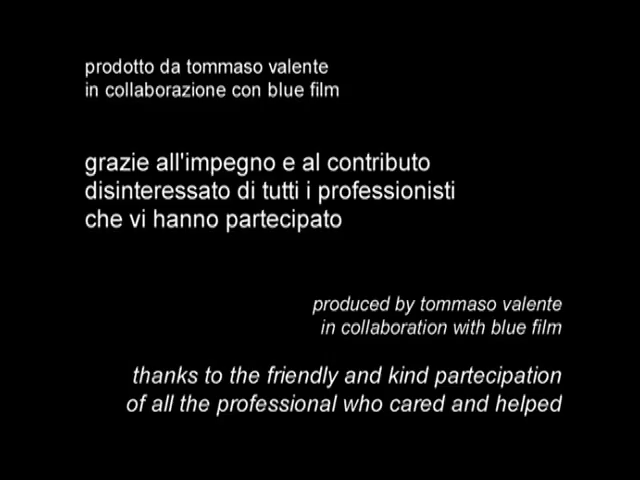 prodotto da tommaso valente
in collaborazione con blue film
grazie all'impegno e al contributo
disinteressato di tutti i professionisti
che vi hanno partecipato
produced by tommaso valente
in collaboration with blue film
thanks to the friendly and kind partecipation
of all the professional who cared and helped